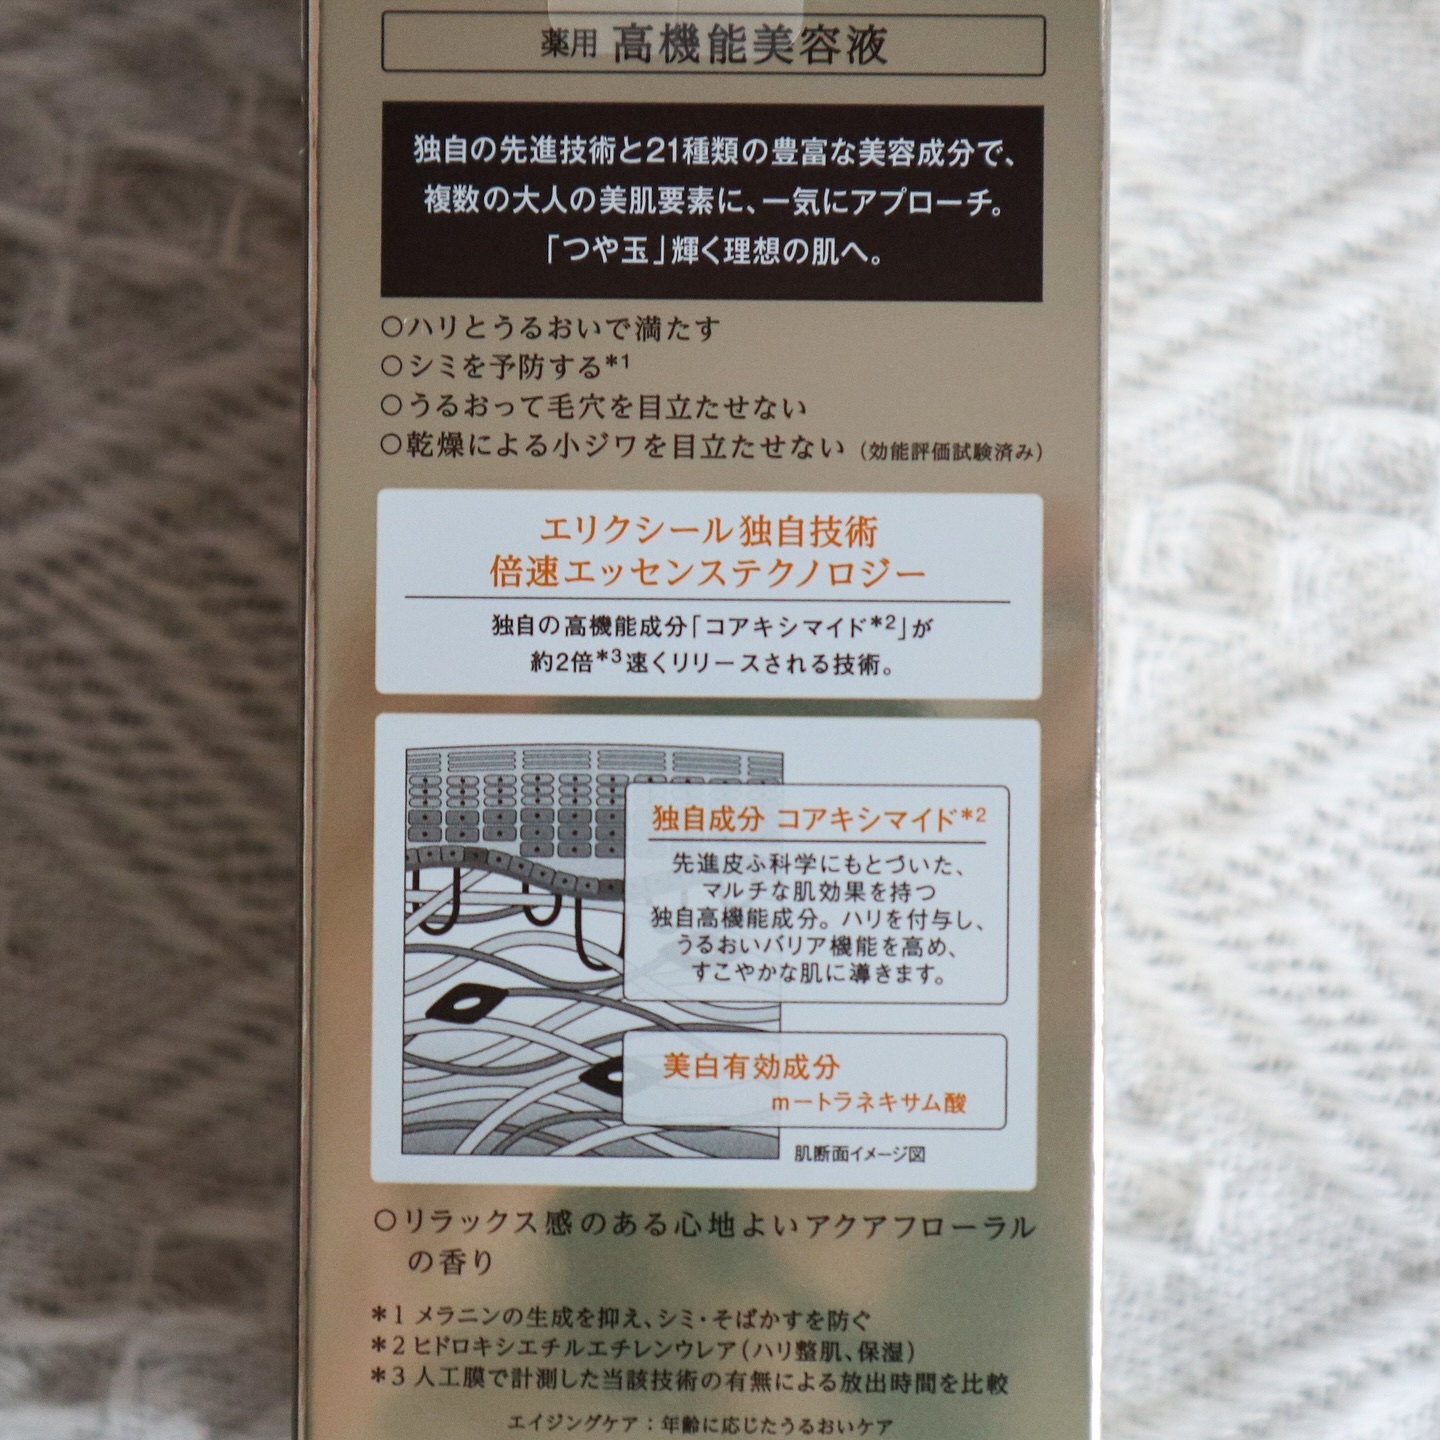 薬用 高機能美容液
独自の先進技術と21種類の豊富な美容成分で、
複数の大人の美肌要素に、一気にアプローチ。
「つや玉」輝く理想の肌へ。
○ハリとうるおいで満たす
○シミを予防する*1
○うるおって毛穴を目立たせない
○乾燥による小ジワを目立たせない（効能評価試験済み）
エリクシール独自技術
倍速エッセンステクノロジー
独自の高機能成分「コアキシマイド*2」が
約2倍*3速くリリースされる技術。
独自成分 コアキシマイド*2
先進皮ふ科学にもとづいた、
マルチな肌効果を持つ
独自高機能成分。ハリを付与し、
うるおいバリア機能を高め、
すこやかな肌に導きます。
美白有効成分
m－トラネキサム酸
肌断面イメージ図
○リラックス感のある心地よいアクアフローラル
の香り
*1 メラニンの生成を抑え、シミ・そばかすを防ぐ
*2 ヒドロキシエチルエチレンウレア（ハリ整肌、保湿）
*3 人工膜で計測した当該技術の有無による放出時間を比較
エイジングケア：年齢に応じたうるおいケア